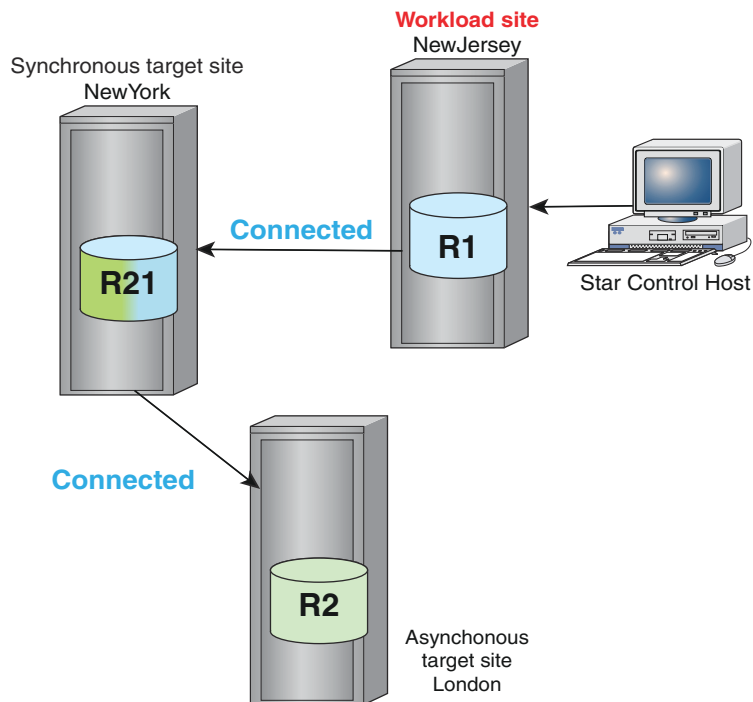 Workload site
NewJersey
Synchronous target site
NewYork
Connected
R1
R21
Star Control Host
Connected
R2
Asynchonous
target site
London